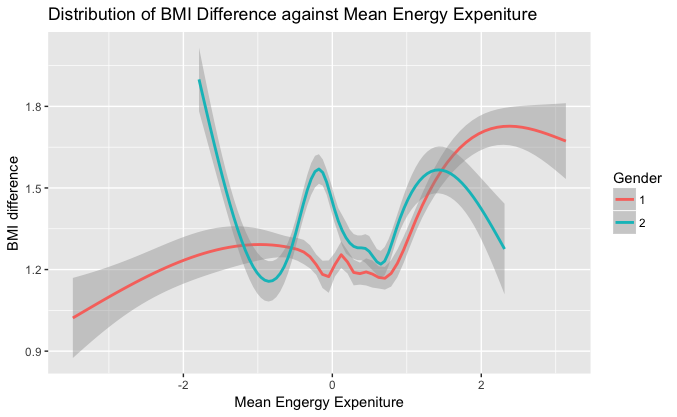 Distribution of BMI Difference against Mean Energy Expeniture
BMI difference
1.8
1.5
1.2
0.9
-2
0
2
Mean Engergy Expeniture
Gender
1
2